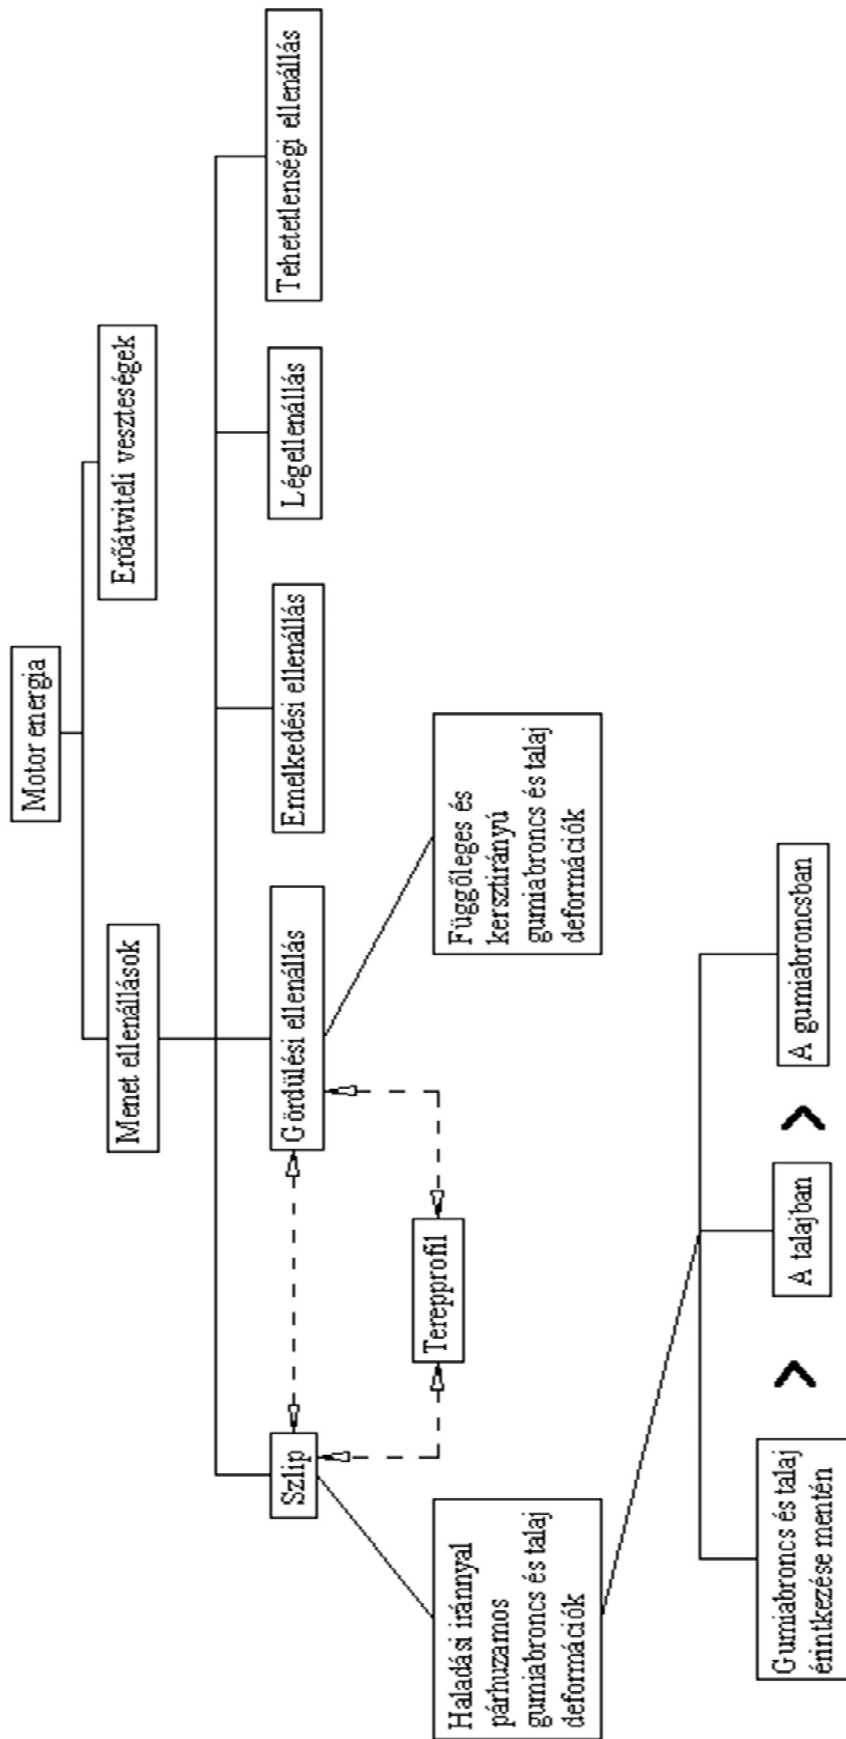 Motor energia
Menet ellenállások
Erőátviteli veszteségek
Szlip
Gördülési ellenállás
Emelkedési ellenállás
Légellenállás
Tehetetlenségi ellenállás
Terepprofil
Haladási iránnyal
párhuzamos
gumiabroncs és talaj
deformációk
Függőleges és
kersztirányú
gumiabroncs és talaj
deformációk
Gumiabroncs és talaj
érintkezése mentén
>
A talajban
>
A gumiabroncsban